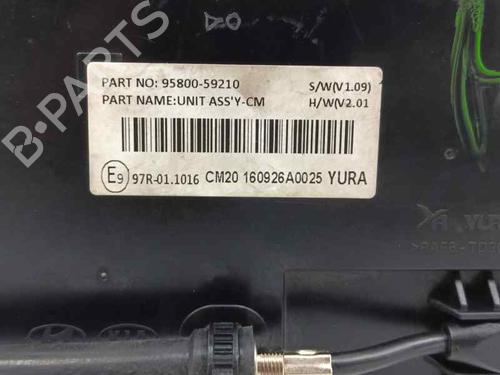 PART NO: 95800-59210 S/W(V1.09)
PART NAME:UNIT ASS'Y-CM H/W(V2.01
E9 97R-01.1016 CM20 160926A0025 YURA
B-PARTS